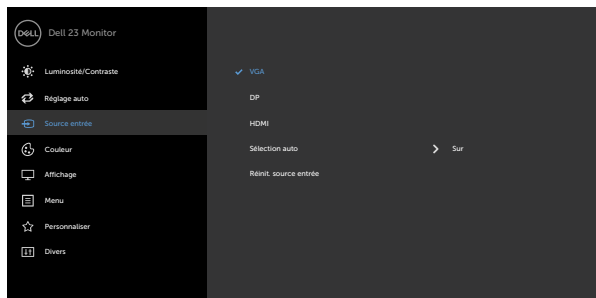 DELL Dell 23 Monitor
Luminosité/Contraste
VGA
Réglage auto
DP
Source entrée
HDMI
Couleur
Sélection auto Sur
Affichage
Réinit. source entrée
Menu
Personnaliser
Divers